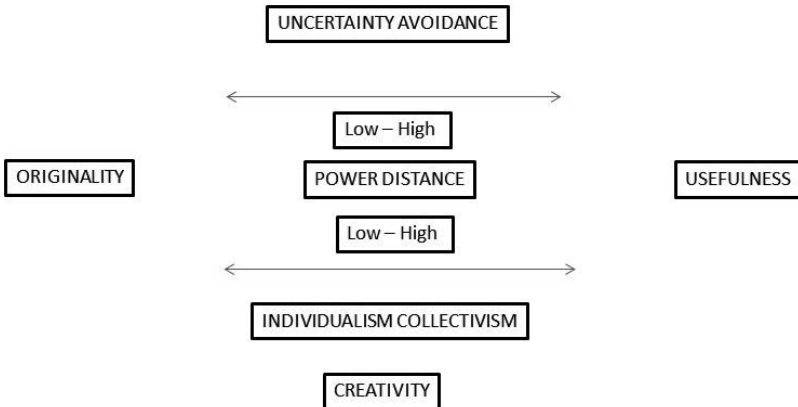 UNCERTAINTY AVOIDANCE
Low – High
ORIGINALITY
POWER DISTANCE
USEFULNESS
Low – High
INDIVIDUALISM COLLECTIVISM
CREATIVITY